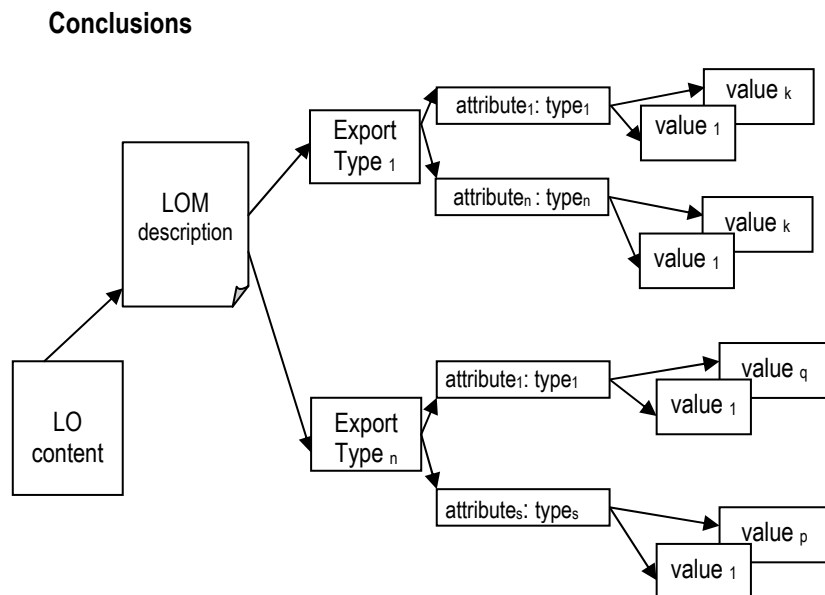 Conclusions
LO
content
LOM
description
Export
Type ₁
attribute₁: type₁
value ₖ
value ₁
attributeₙ : typeₙ
value ₖ
value ₁
Export
Type ₙ
attribute₁: type₁
value q
value ₁
attributeₛ: typeₛ
value ₚ
value ₁